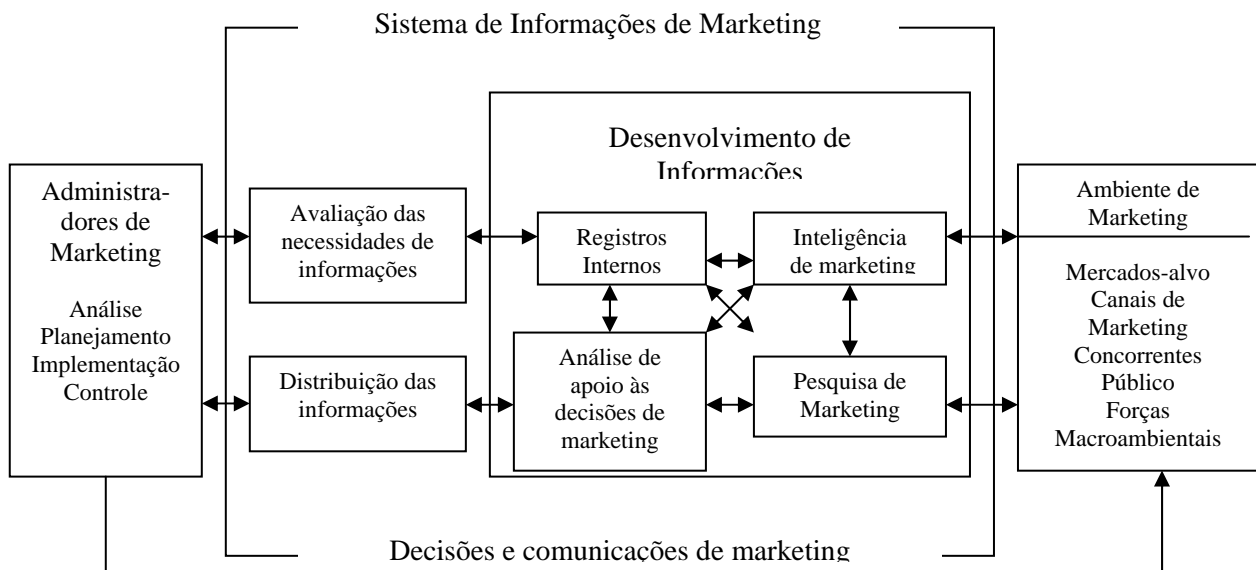 Sistema de Informações de Marketing
Administra-
dores de
Marketing
Análise
Planejamento
Implementação
Controle
Avaliação das
necessidades de
informações
Distribuição das
informações
Desenvolvimento de
Informações
Registros
Internos
Inteligência
de marketing
Análise de
apoio às
decisões de
marketing
Pesquisa de
Marketing
Ambiente de
Marketing
Mercados-alvo
Canais de
Marketing
Concorrentes
Público
Forças
Macroambientais
Decisões e comunicações de marketing